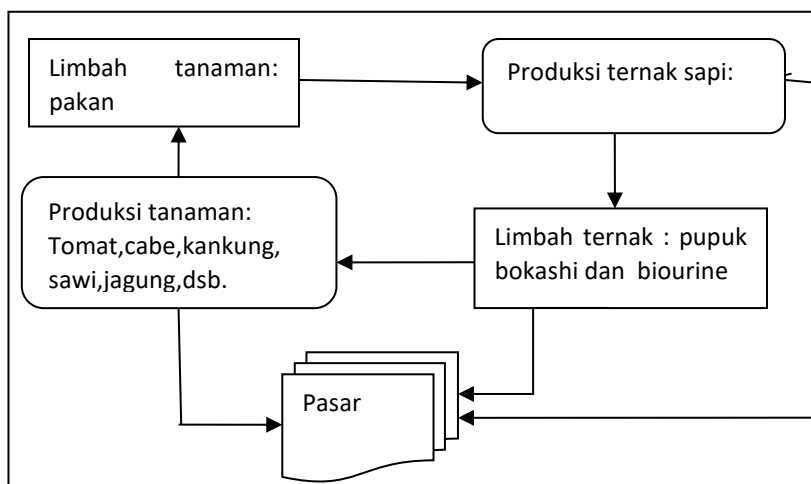 Limbah tanaman:
pakan
Produksi ternak sapi:
Produksi tanaman:
Tomat,cabe,kankung,
sawi,jagung,dsb.
Limbah ternak : pupuk
bokashi dan biourine
Pasar